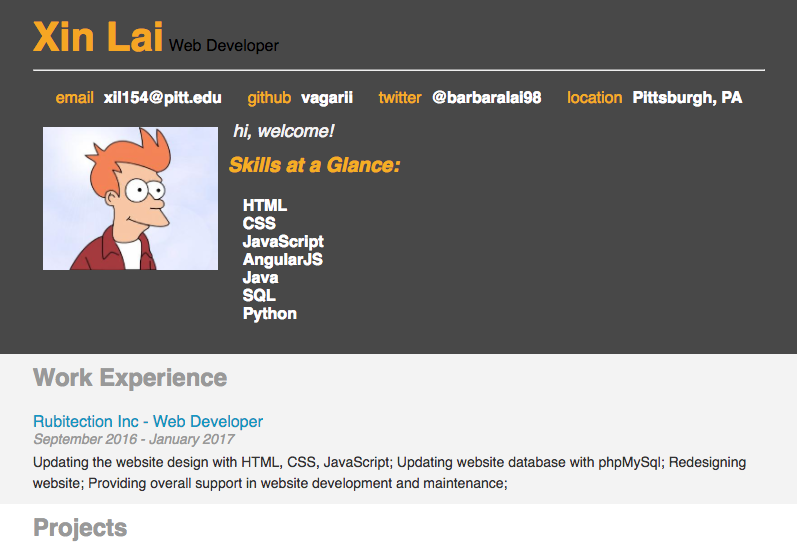 Xin Lai Web Developer
email xil154@pitt.edu github vagarii twitter @barbaralai98 location Pittsburgh, PA
hi, welcome!
Skills at a Glance:
HTML
CSS
JavaScript
AngularJS
Java
SQL
Python
Work Experience
Rubitection Inc - Web Developer
September 2016 - January 2017
Updating the website design with HTML, CSS, JavaScript; Updating website database with phpMySql; Redesigning
website; Providing overall support in website development and maintenance;
Projects